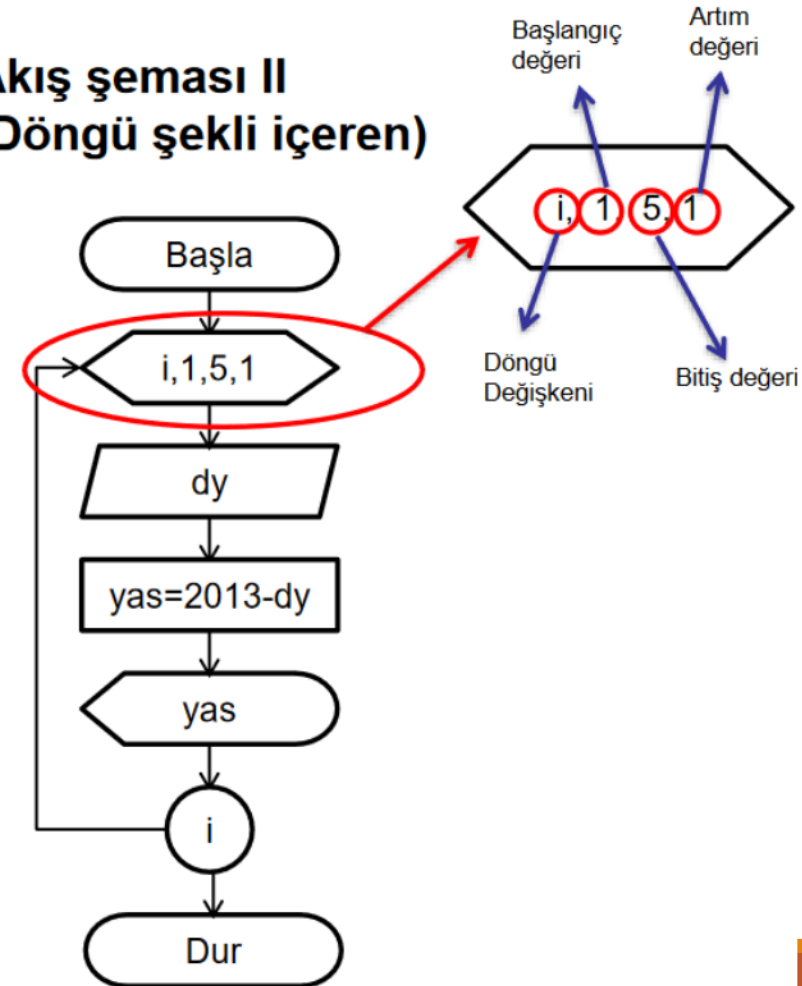 Akış şeması II
(Döngü şekli içeren)
Başlangıç
değeri
Artım
değeri
i, 1, 5, 1
Döngü
Değişkeni
Bitiş değeri
Başla
i,1,5,1
dy
yas=2013-dy
yas
i
Dur